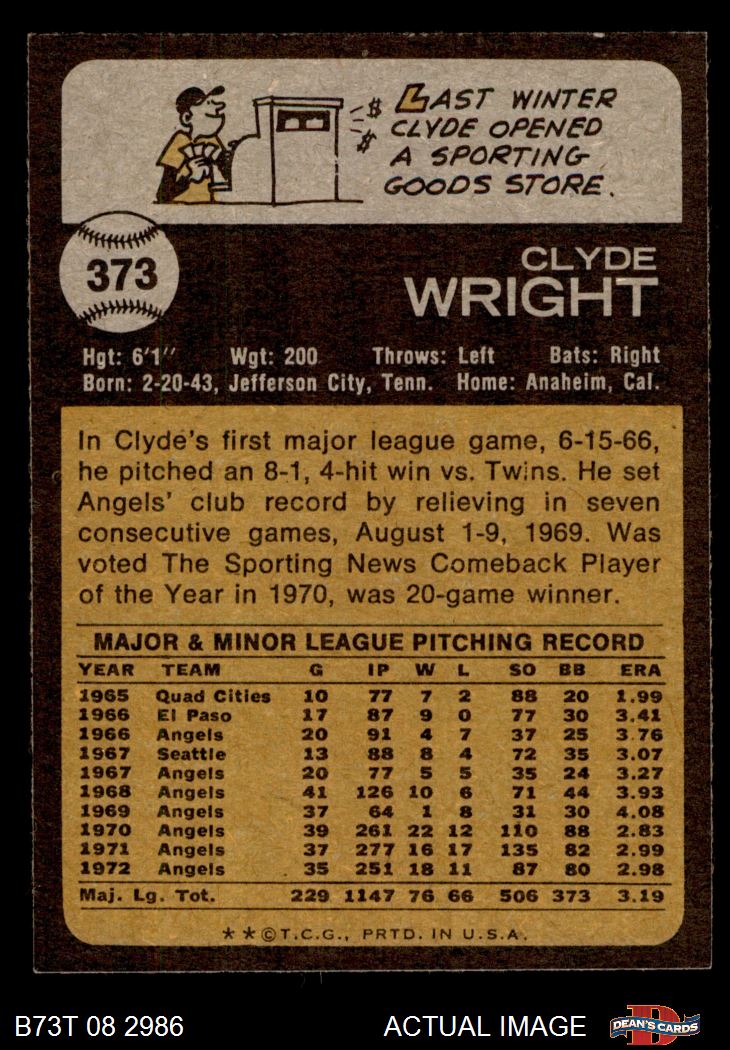 $
$
LAST WINTER
CLYDE OPENED
A SPORTING
GOODS STORE.
373
CLYDE
WRIGHT
Hgt: 6'1" Wgt: 200 Throws: Left Bats: Right
Born: 2-20-43, Jefferson City, Tenn. Home: Anaheim, Cal.
In Clyde's first major league game, 6-15-66,
he pitched an 8-1, 4-hit win vs. Twins. He set
Angels' club record by relieving in seven
consecutive games, August 1-9, 1969. Was
voted The Sporting News Comeback Player
of the Year in 1970, was 20-game winner.
MAJOR & MINOR LEAGUE PITCHING RECORD
YEAR TEAM G IP W L SO BB ERA
1965 Quad Cities 10 77 7 2 88 20 1.99
1966 El Paso 17 87 9 0 77 30 3.41
1966 Angels 20 91 4 7 37 25 3.76
1967 Seattle 13 88 8 4 72 35 3.07
1967 Angels 20 77 5 5 35 24 3.27
1968 Angels 41 126 10 6 71 44 3.93
1969 Angels 37 64 1 8 31 30 4.08
1970 Angels 39 261 22 12 110 88 2.83
1971 Angels 37 277 16 17 135 82 2.99
1972 Angels 35 251 18 11 87 80 2.98
Maj. Lg. Tot. 229 1147 76 66 506 373 3.19
★ ★ © T.C.G., PRTD. IN U.S.A.
B73T 08 2986 ACTUAL IMAGE D DEAN'S CARDS